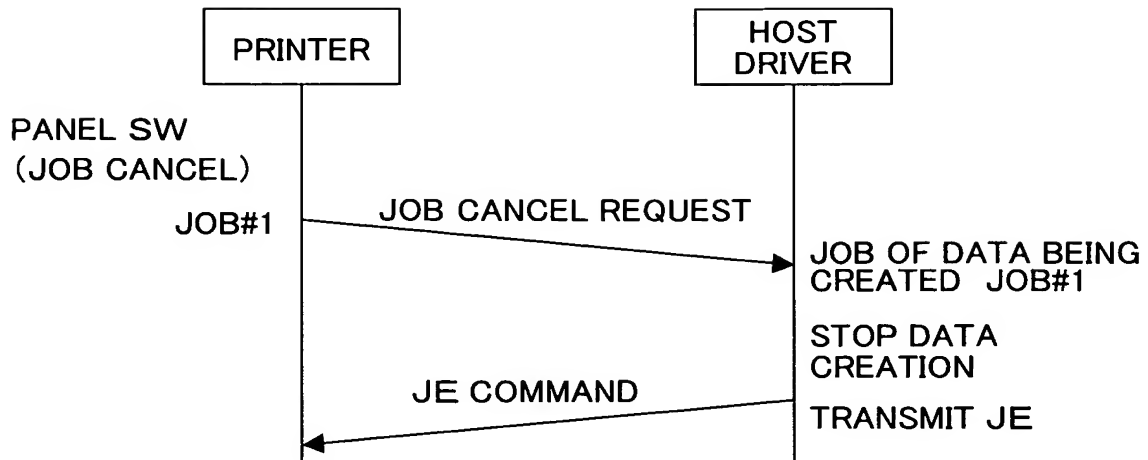 PRINTER
HOST
DRIVER
PANEL SW
(JOB CANCEL)
JOB#1
JOB CANCEL REQUEST
JOB OF DATA BEING
CREATED JOB#1
STOP DATA
CREATION
JE COMMAND
TRANSMIT JE